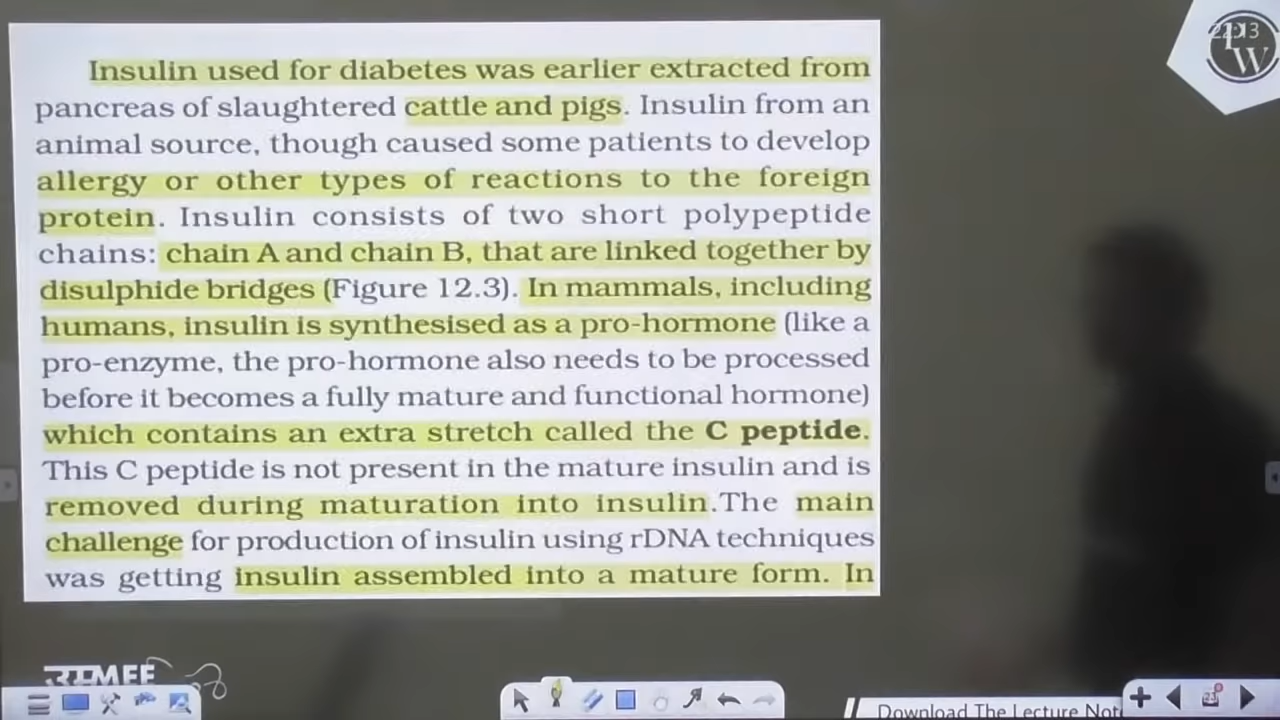 Insulin used for diabetes was earlier extracted from
pancreas of slaughtered cattle and pigs. Insulin from an
animal source, though caused some patients to develop
allergy or other types of reactions to the foreign
protein. Insulin consists of two short polypeptide
chains: chain A and chain B, that are linked together by
disulphide bridges (Figure 12.3). In mammals, including
humans, insulin is synthesised as a pro-hormone (like a
pro-enzyme, the pro-hormone also needs to be processed
before it becomes a fully mature and functional hormone)
which contains an extra stretch called the C peptide.
This C peptide is not present in the mature insulin and is
removed during maturation into insulin.The main
challenge for production of insulin using rDNA techniques
was getting insulin assembled into a mature form. In
W
Download The Lecture
23